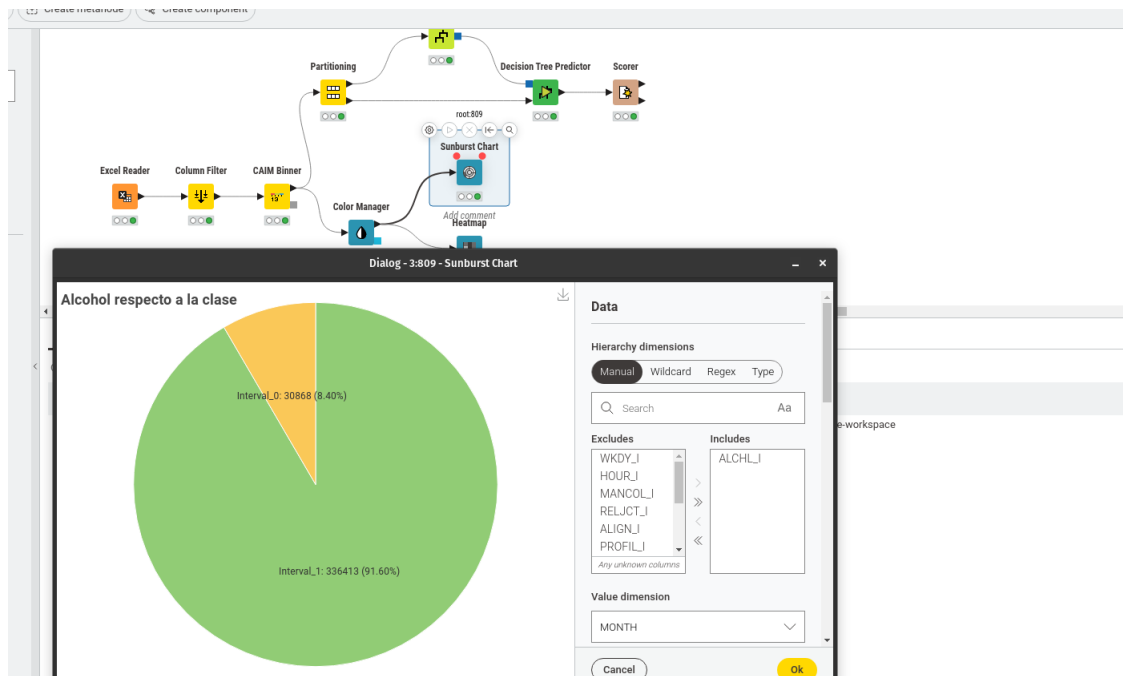 Create metanode
Create component
Partitioning
Decision Tree Predictor
Scorer
root:809
Sunburst Chart
Excel Reader
Column Filter
CAIM Binner
Color Manager
Add comment
Heatmap
Dialog - 3:809 - Sunburst Chart
Alcohol respecto a la clase
Interval_0: 30868 (8.40%)
Interval_1: 336413 (91.60%)
Data
Hierarchy dimensions
Manual Wildcard Regex Type
Search Aa
Excludes Includes
WKDY_I ALCHL_I
HOUR_I
MANCOL_I
RELJCT_I
ALIGN_I
PROFIL_I
Any unknown columns
Value dimension
MONTH
Cancel Ok
e-workspace